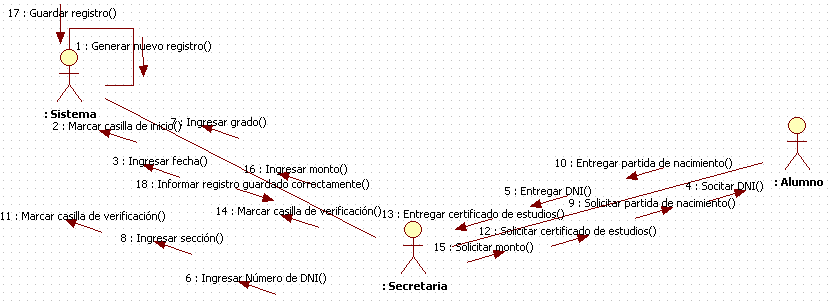 17 : Guardar registro()
1 : Generar nuevo registro()
: Sistema
7 : Ingresar grado()
2 : Marcar casilla de inicio()
3 : Ingresar fecha()
10 : Entregar partida de nacimiento()
16 : Ingresar monto()
: Alumno
18 : Informar registro guardado correctamente()
4 : Socitar DNI()
5 : Entregar DNI()
9 : Solicitar partida de nacimiento()
14 : Marcar casilla de verificación()
13 : Entregar certificado de estudios()
11 : Marcar casilla de verificación()
12 : Solicitar certificado de estudios()
8 : Ingresar sección()
15 : Solicitar monto()
6 : Ingresar Número de DNI()
: Secretaria